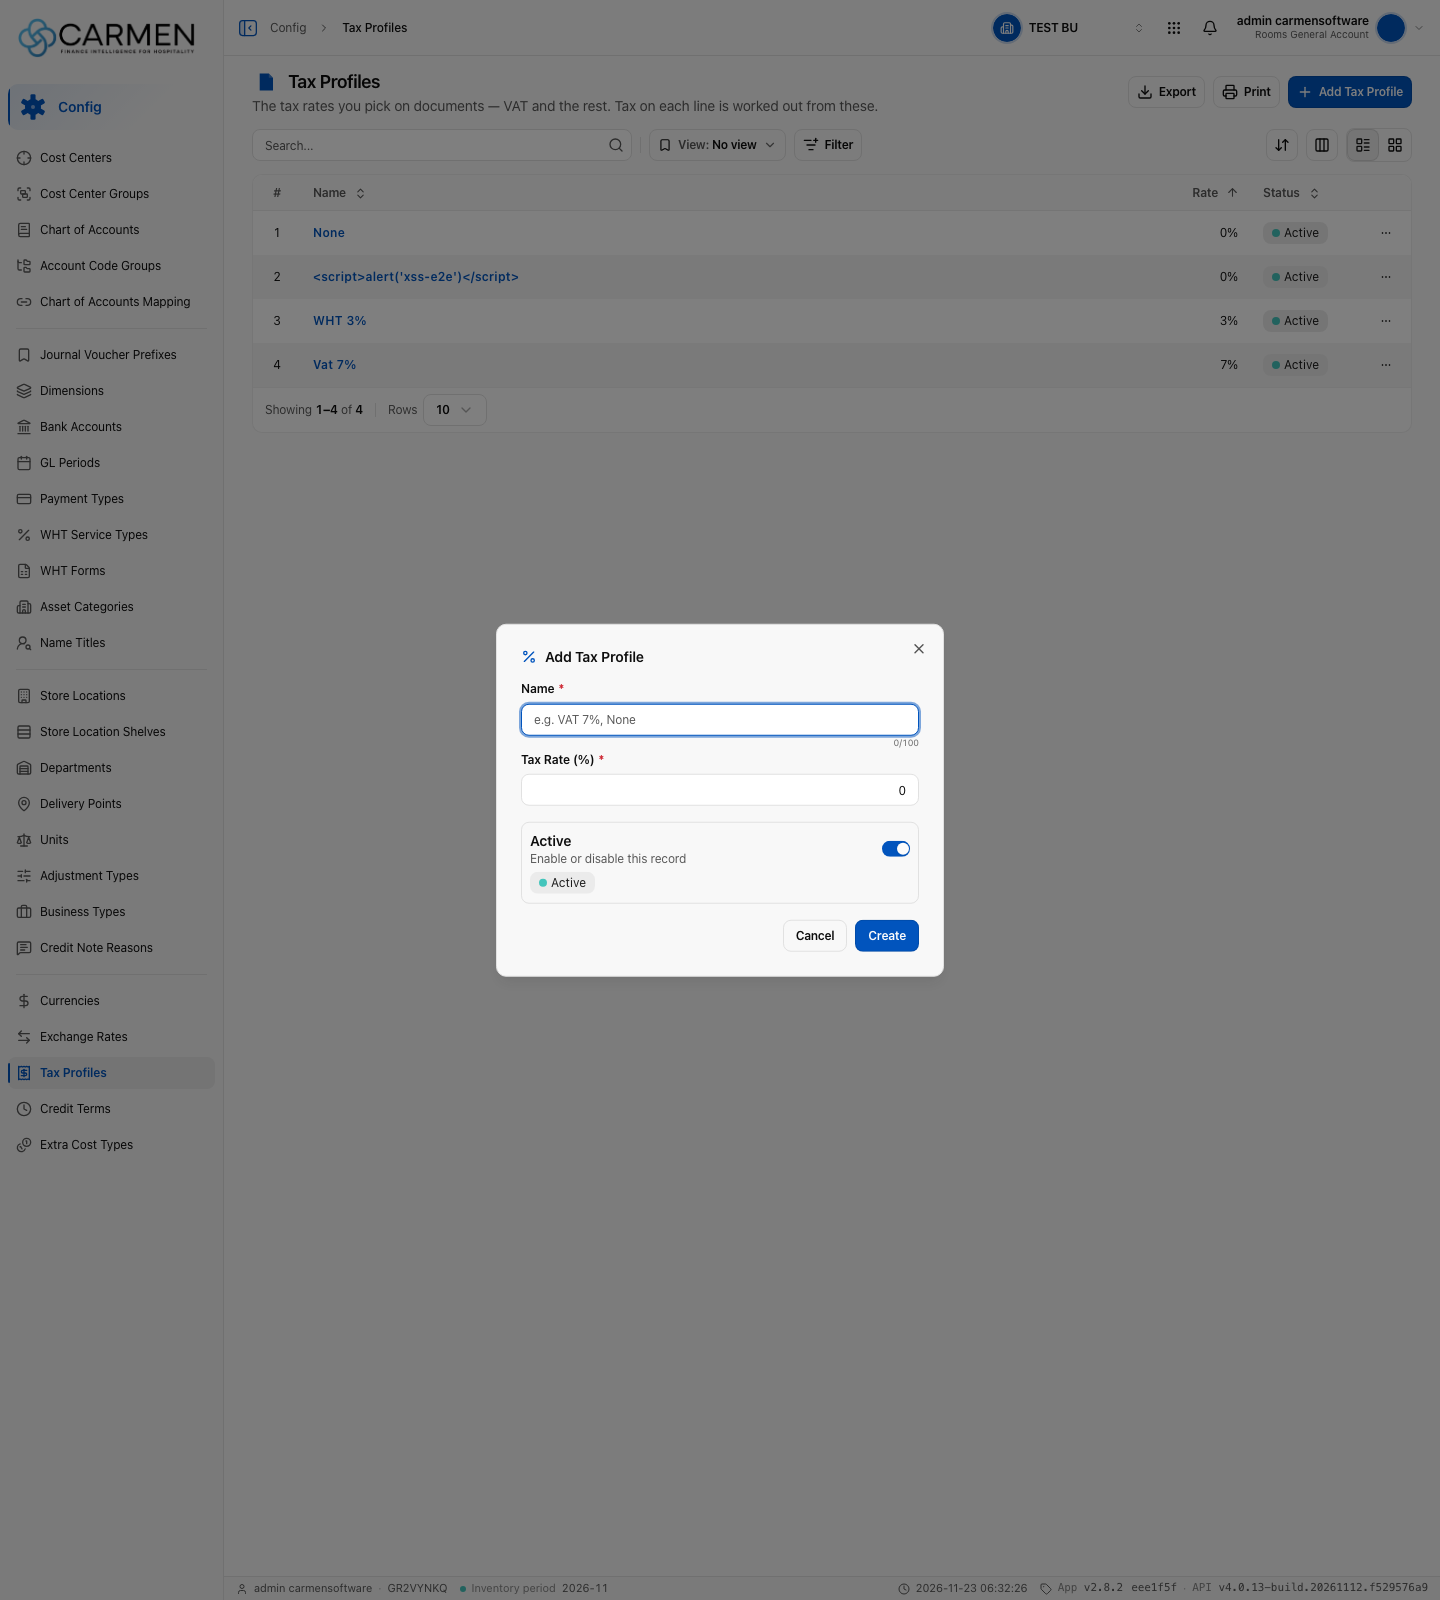 CARMEN
FINANCE INTELLIGENCE FOR HOSPITALITY
Config
Cost Centers
Cost Center Groups
Chart of Accounts
Account Code Groups
Chart of Accounts Mapping
Journal Voucher Prefixes
Dimensions
Bank Accounts
GL Periods
Payment Types
WHT Service Types
WHT Forms
Asset Categories
Name Titles
Store Locations
Store Location Shelves
Departments
Delivery Points
Units
Adjustment Types
Business Types
Credit Note Reasons
Currencies
Exchange Rates
Tax Profiles
Credit Terms
Extra Cost Types
Config > Tax Profiles
TEST BU
admin carmensoftware
Rooms General Account
Tax Profiles
The tax rates you pick on documents — VAT and the rest. Tax on each line is worked out from these.
Export
Print
Add Tax Profile
Search...
View: No view
Filter
# Name Rate Status
1 None 0% Active ...
2 <script>alert('xss-e2e')</script> 0% Active ...
3 WHT 3% 3% Active ...
4 Vat 7% 7% Active ...
Showing 1–4 of 4 Rows 10
Add Tax Profile
Name *
e.g. VAT 7%, None
0/100
Tax Rate (%) *
0
Active
Enable or disable this record
Active
Cancel
Create
admin carmensoftware · GR2VYNKQ Inventory period 2026-11
2026-11-23 06:32:26 App v2.8.2 eee1f5f · API v4.0.13-build.20261112.f529576a9